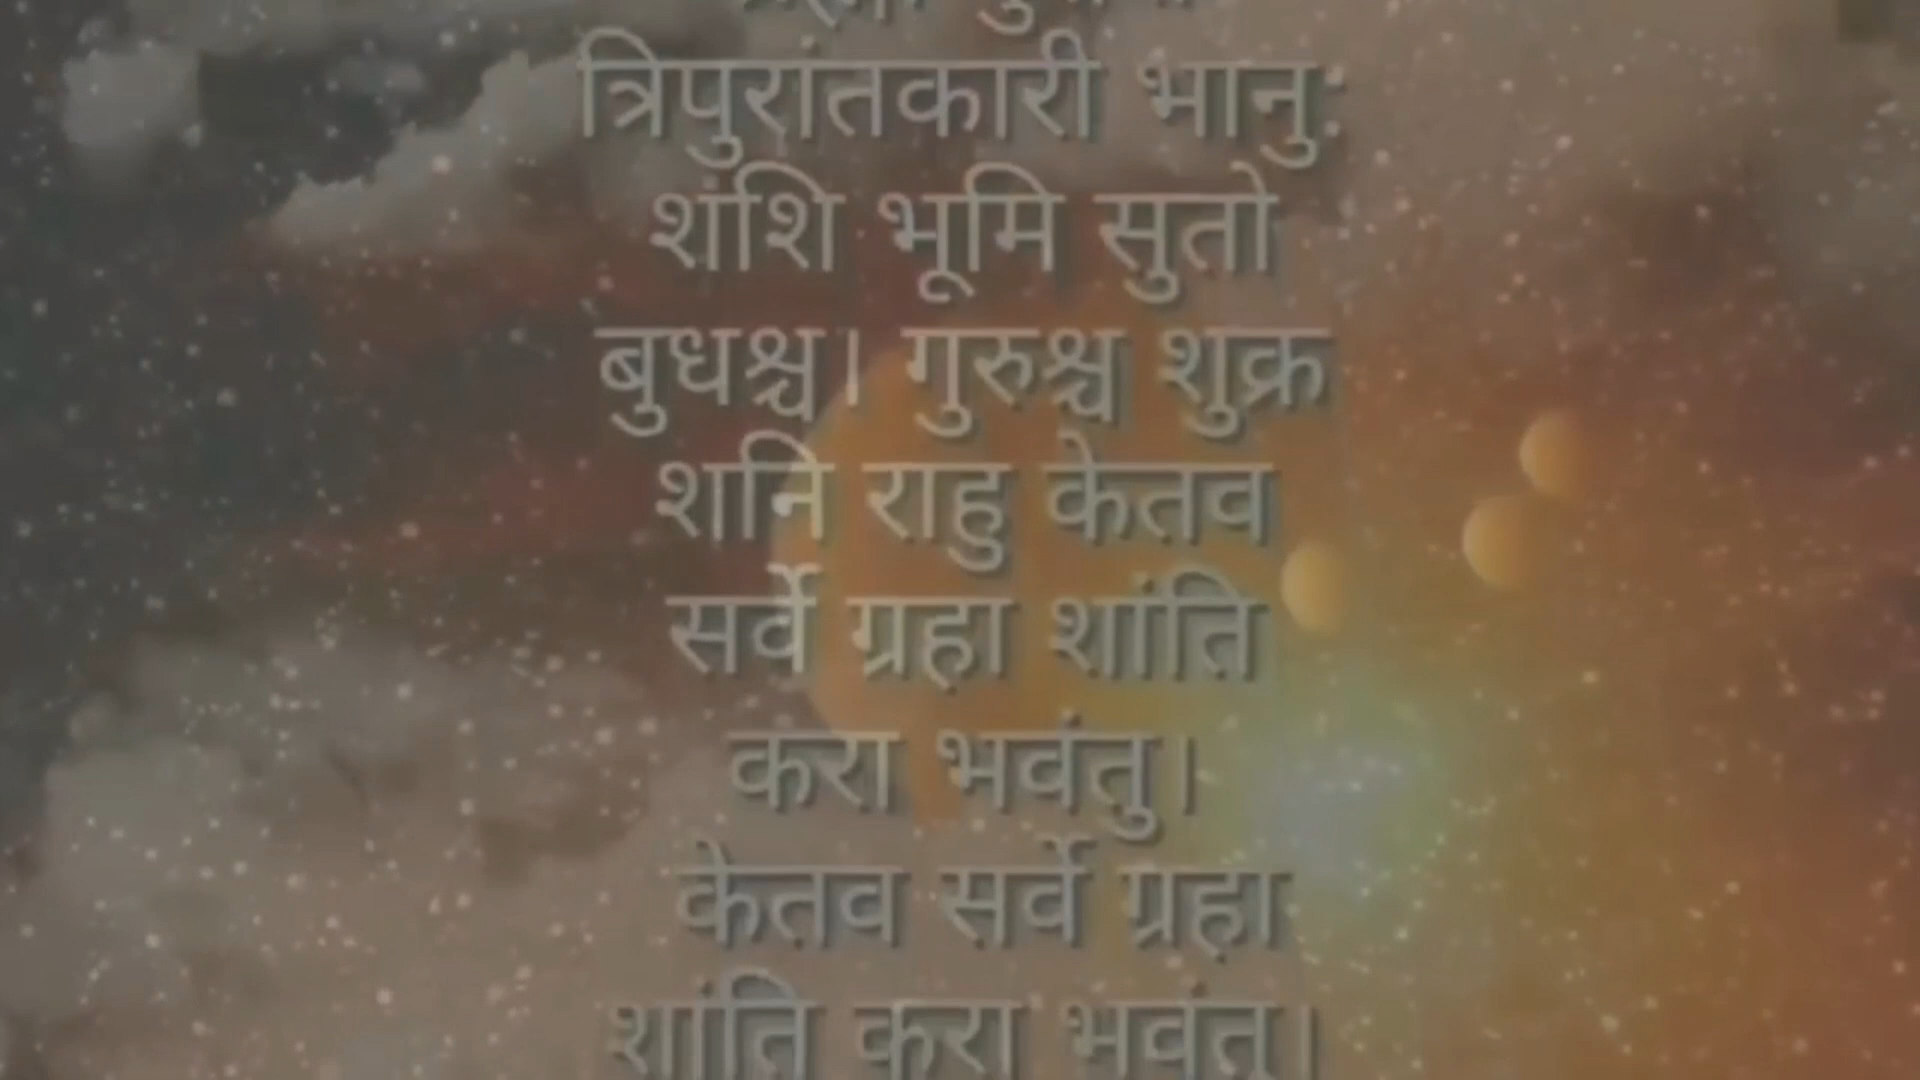 त्रिपुरांतकारी भानु:
शंशि भूमि सुतो
बुधश्च। गुरुश्च शुक्र
शनि राहु केतव
सर्वे ग्रहा शांति
करा भवंतु।
केतव सर्वे ग्रहा
शांति करा भवंतु।